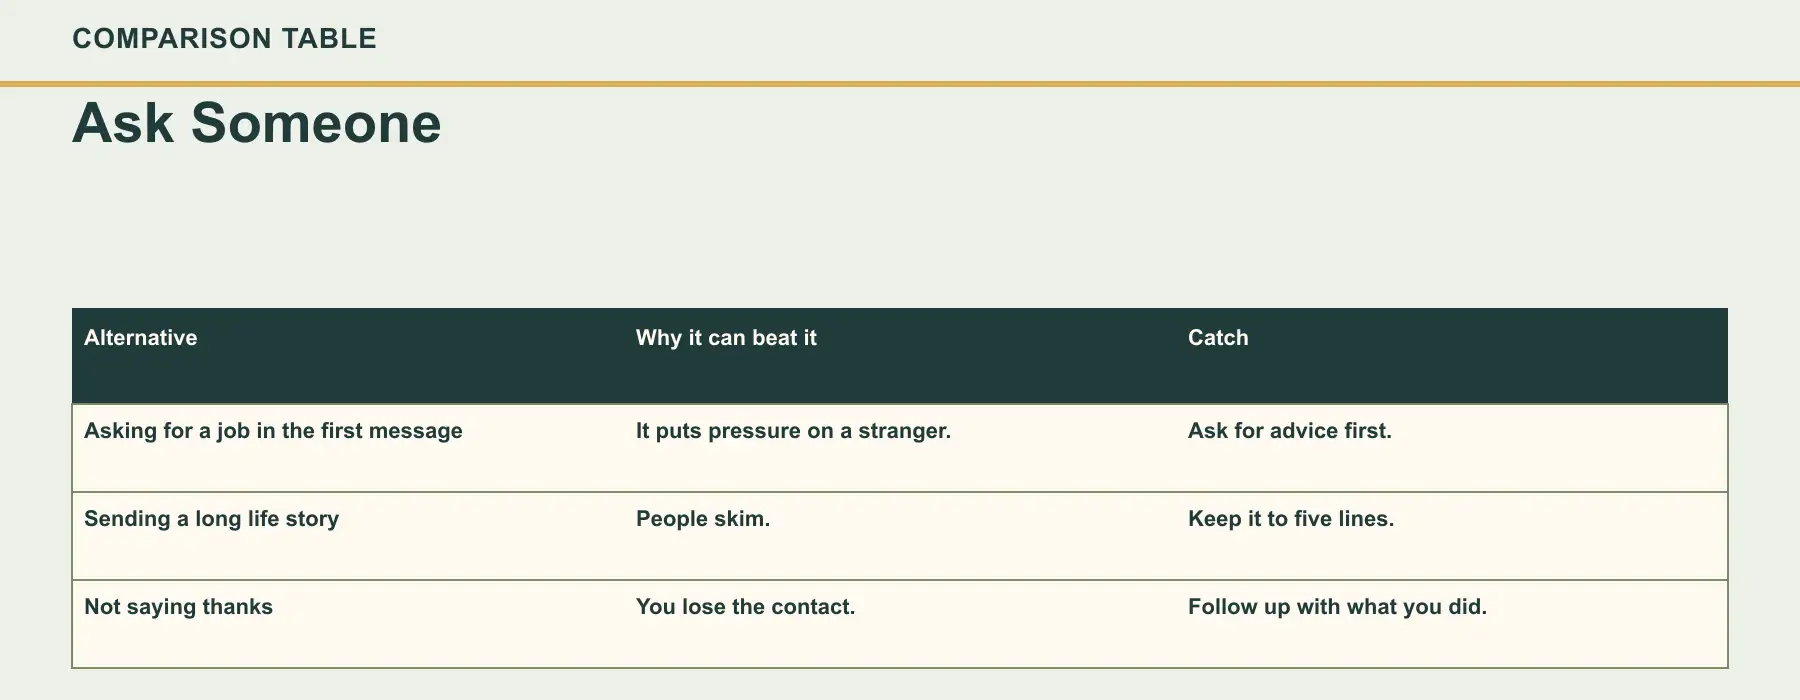 COMPARISON TABLE
Ask Someone
Alternative Why it can beat it Catch
Asking for a job in the first message It puts pressure on a stranger. Ask for advice first.
Sending a long life story People skim. Keep it to five lines.
Not saying thanks You lose the contact. Follow up with what you did.